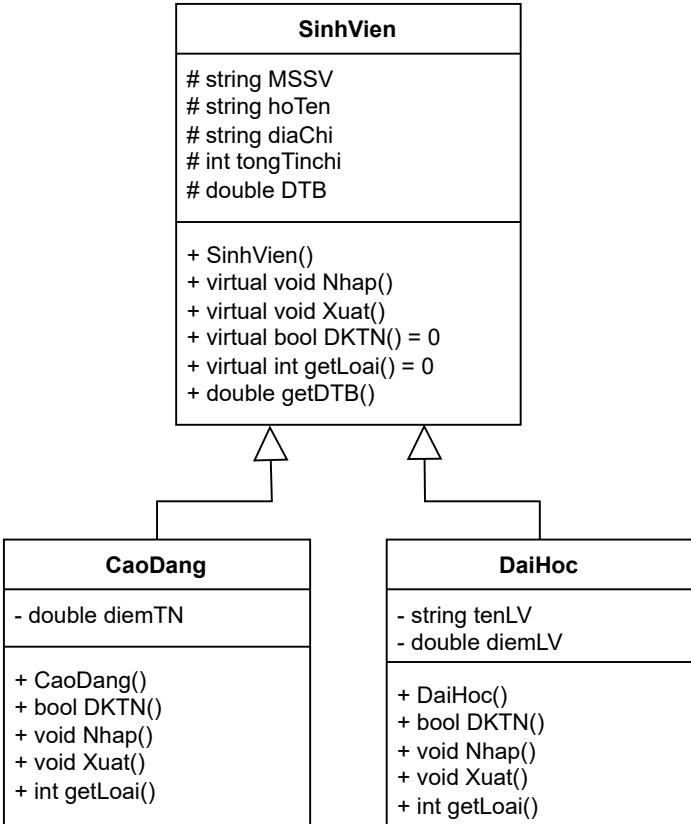 SinhVien
# string MSSV
# string hoTen
# string diaChi
# int tongTinchi
# double DTB
+ SinhVien()
+ virtual void Nhap()
+ virtual void Xuat()
+ virtual bool DKTN() = 0
+ virtual int getLoai() = 0
+ double getDTB()
CaoDang
- double diemTN
+ CaoDang()
+ bool DKTN()
+ void Nhap()
+ void Xuat()
+ int getLoai()
DaiHoc
- string tenLV
- double diemLV
+ DaiHoc()
+ bool DKTN()
+ void Nhap()
+ void Xuat()
+ int getLoai()